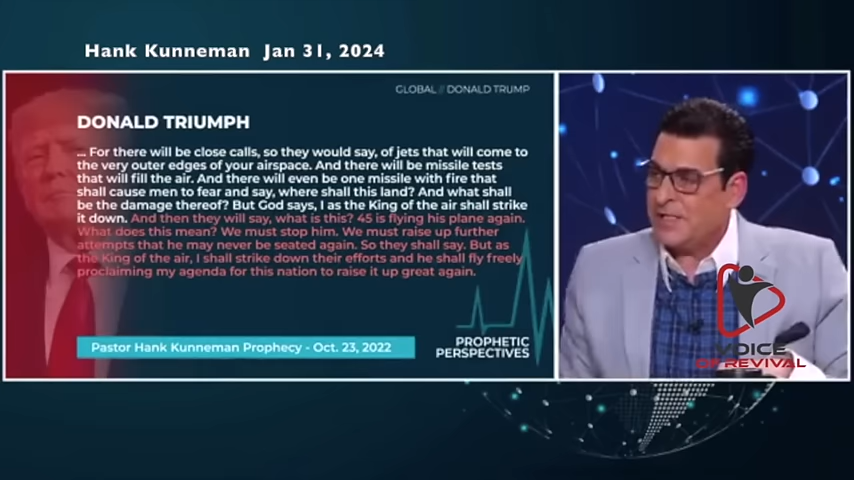 Hank Kunneman Jan 31, 2024
GLOBAL // DONALD TRUMP
DONALD TRIUMPH
... For there will be close calls, so they would say, of jets that will come to
the very outer edges of your airspace. And there will be missile tests
that will fill the air. And there will even be one missile with fire that
shall cause men to fear and say, where shall this land? And what shall
be the damage thereof? But God says, I as the King of the air shall strike
it down. And then they will say, what is this? 45 is flying his plane again.
What does this mean? We must stop him. We must raise up further
attempts that he may never be seated again. So they shall say. But as
the King of the air, I shall strike down their efforts and he shall fly freely
proclaiming my agenda for this nation to raise it up great again.
Pastor Hank Kunneman Prophecy - Oct. 23, 2022
PROPHETIC
PERSPECTIVES
VOICE
OF REVIVAL